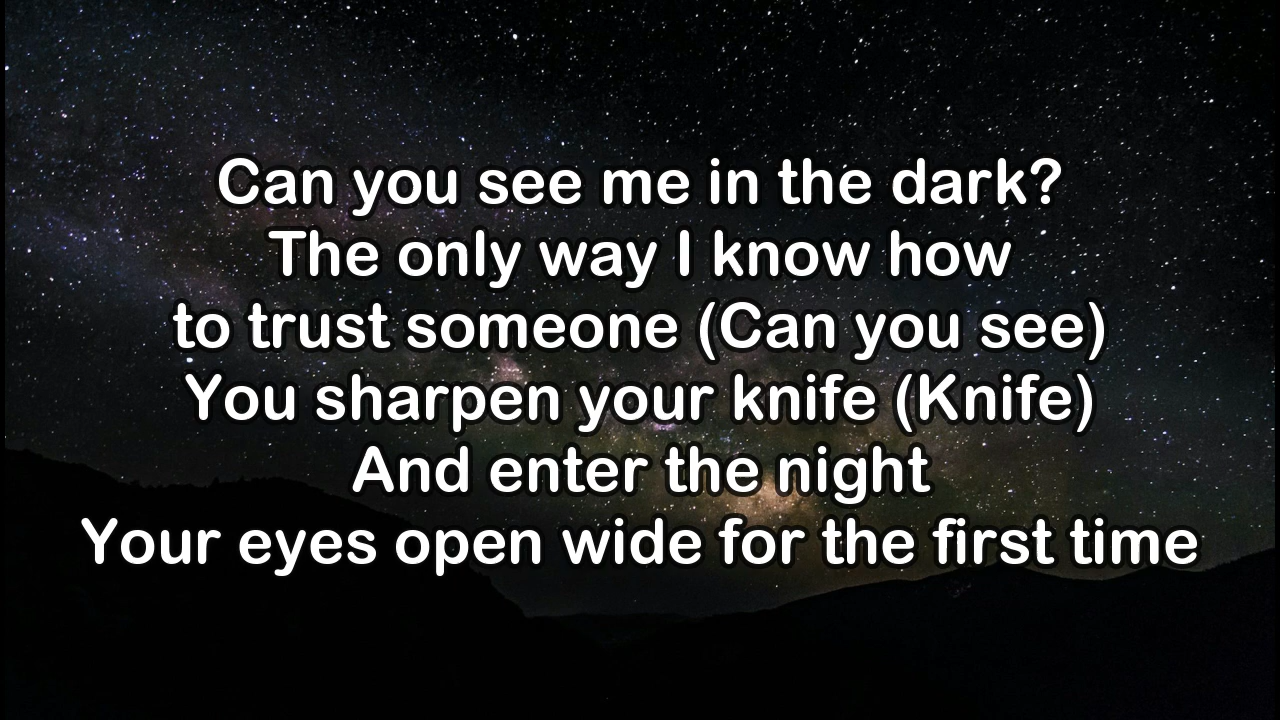 Can you see me in the dark?
The only way I know how
to trust someone (Can you see)
You sharpen your knife (Knife)
And enter the night
Your eyes open wide for the first time